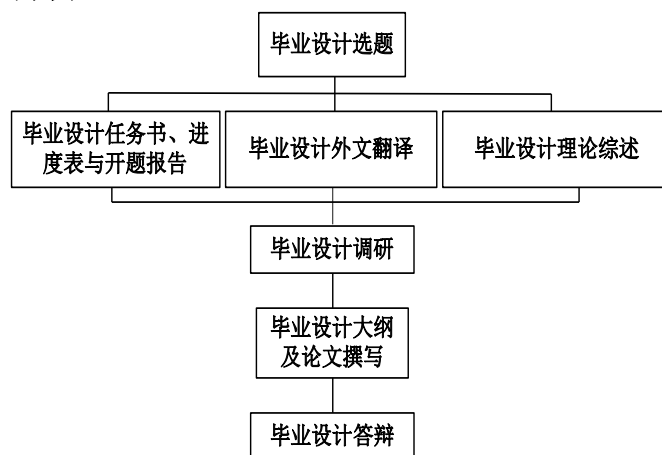 毕业设计选题
毕业设计任务书、进
度表与开题报告
毕业设计外文翻译
毕业设计理论综述
毕业设计调研
毕业设计大纲
及论文撰写
毕业设计答辩